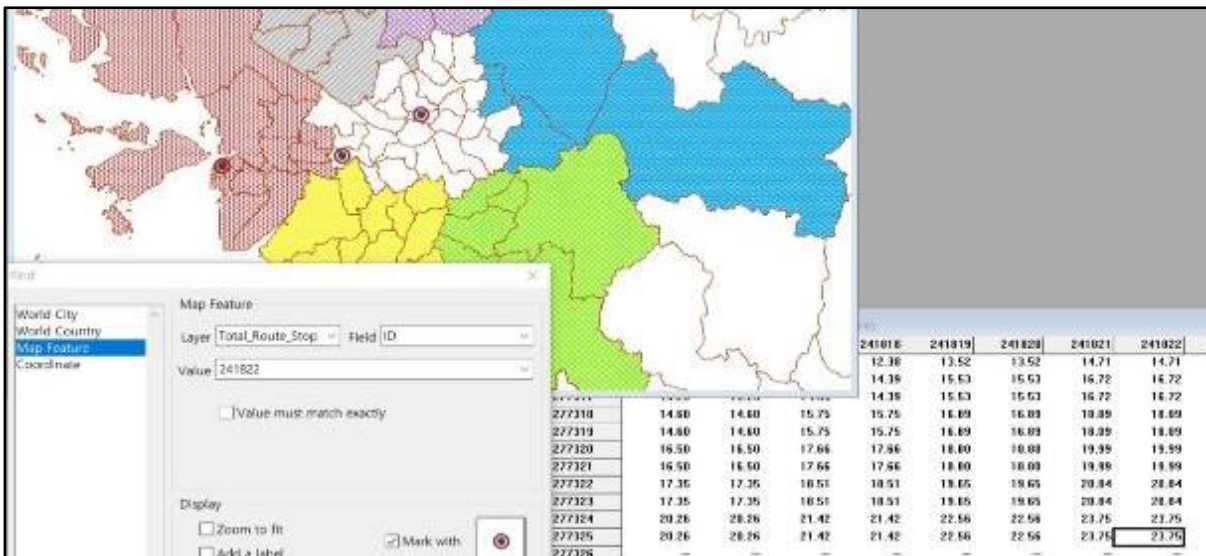 Find
World City
World Country
Map Feature
Coordinate
Map Feature
Layer Total_Route_Stop Field ID
Value 241822
Value must match exactly
Display
Zoom to fit
Mark with
Add a label
241818 241819 241820 241821 241822
12.38 13.52 13.52 14.71 14.71
14.39 15.53 15.53 16.72 16.72
14.39 15.53 15.53 16.72 16.72
277318 14.60 14.60 15.75 15.75 16.89 16.89 18.09 18.09
277319 14.60 14.60 15.75 15.75 16.89 16.89 18.09 18.09
277320 16.50 16.50 17.66 17.66 18.80 18.80 19.99 19.99
277321 16.50 16.50 17.66 17.66 18.80 18.80 19.99 19.99
277322 17.35 17.35 18.51 18.51 19.65 19.65 20.84 20.84
277323 17.35 17.35 18.51 18.51 19.65 19.65 20.84 20.84
277324 20.26 20.26 21.42 21.42 22.56 22.56 23.75 23.75
277325 20.26 20.26 21.42 21.42 22.56 22.56 23.75 23.75
277326 -- -- -- -- -- -- -- --